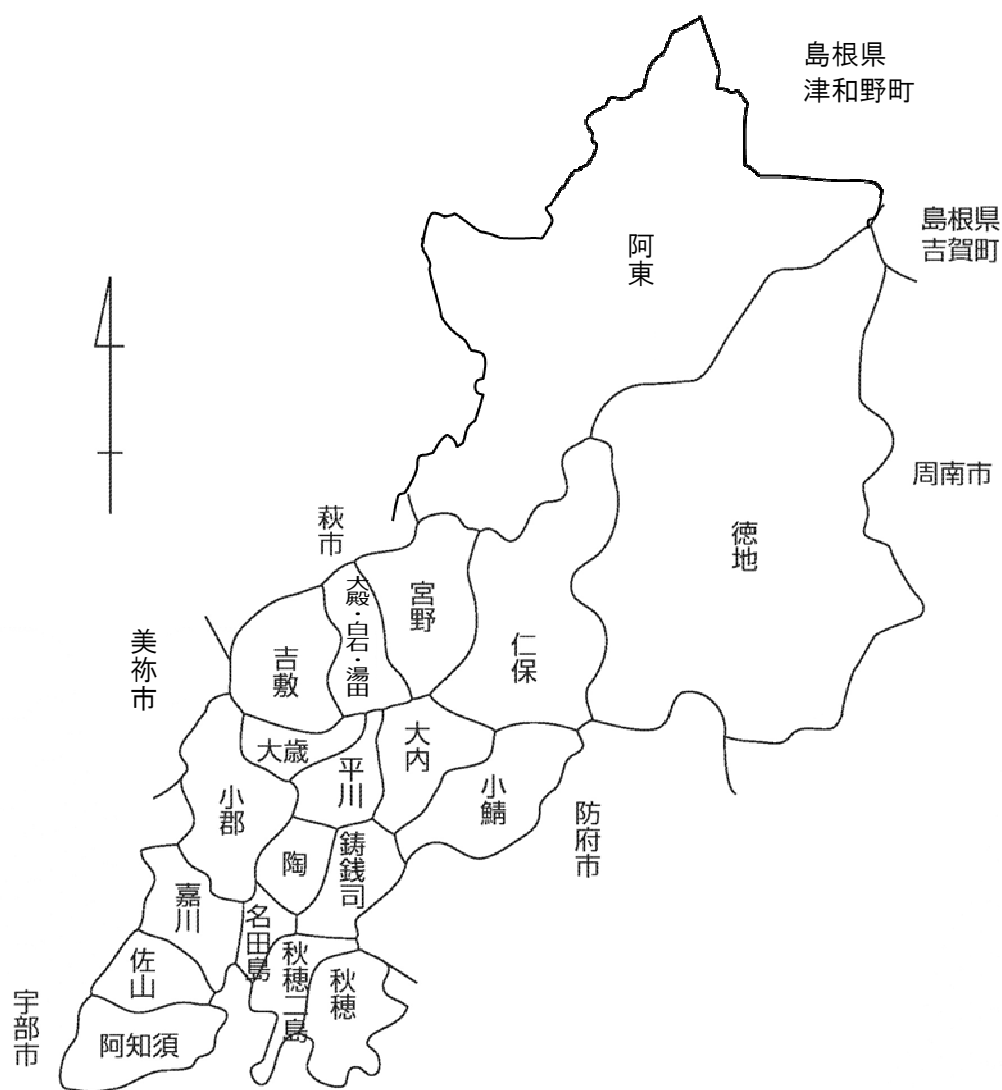 島根県
津和野町
島根県
吉賀町
阿東
周南市
徳地
萩市
宮野
大殿・白石・湯田
仁保
美祢市
吉敷
大歳
大内
平川
小鯖
小郡
防府市
陶
鋳銭司
嘉川
名田島
秋穂二島
秋穂
佐山
宇部市
阿知須